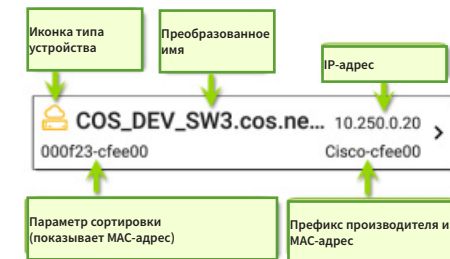 Иконка типа
устройства
Преобразованное
имя
IP-адрес
COS_DEV_SW3.cos.ne... 10.250.0.20
000f23-cfee00 Cisco-cfee00
Параметр сортировки
(показывает MAC-адрес)
Префикс производителя и
MAC-адрес